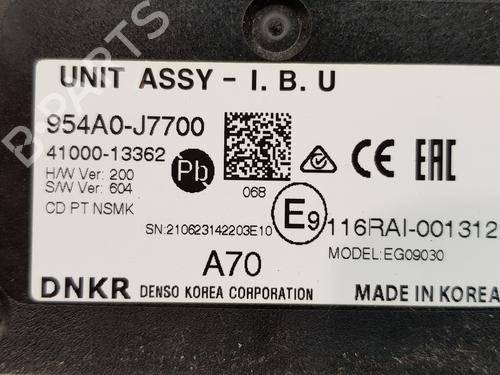 UNIT ASSY - I. B. U
954A0-J7700
41000-13362
H/W Ver: 200
S/W Ver: 604
CD PT NSMK
Pb
068
CE EAC
SN:210623142203E10
E9
116RAI-001312
MODEL:EG09030
A70
DNKR DENSO KOREA CORPORATION
MADE IN KOREA
B-PARTS